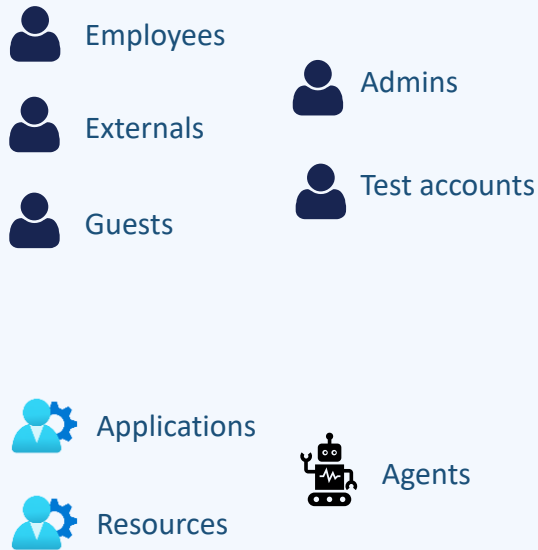 Employees
Externals
Guests
Admins
Test accounts
Applications
Resources
Agents